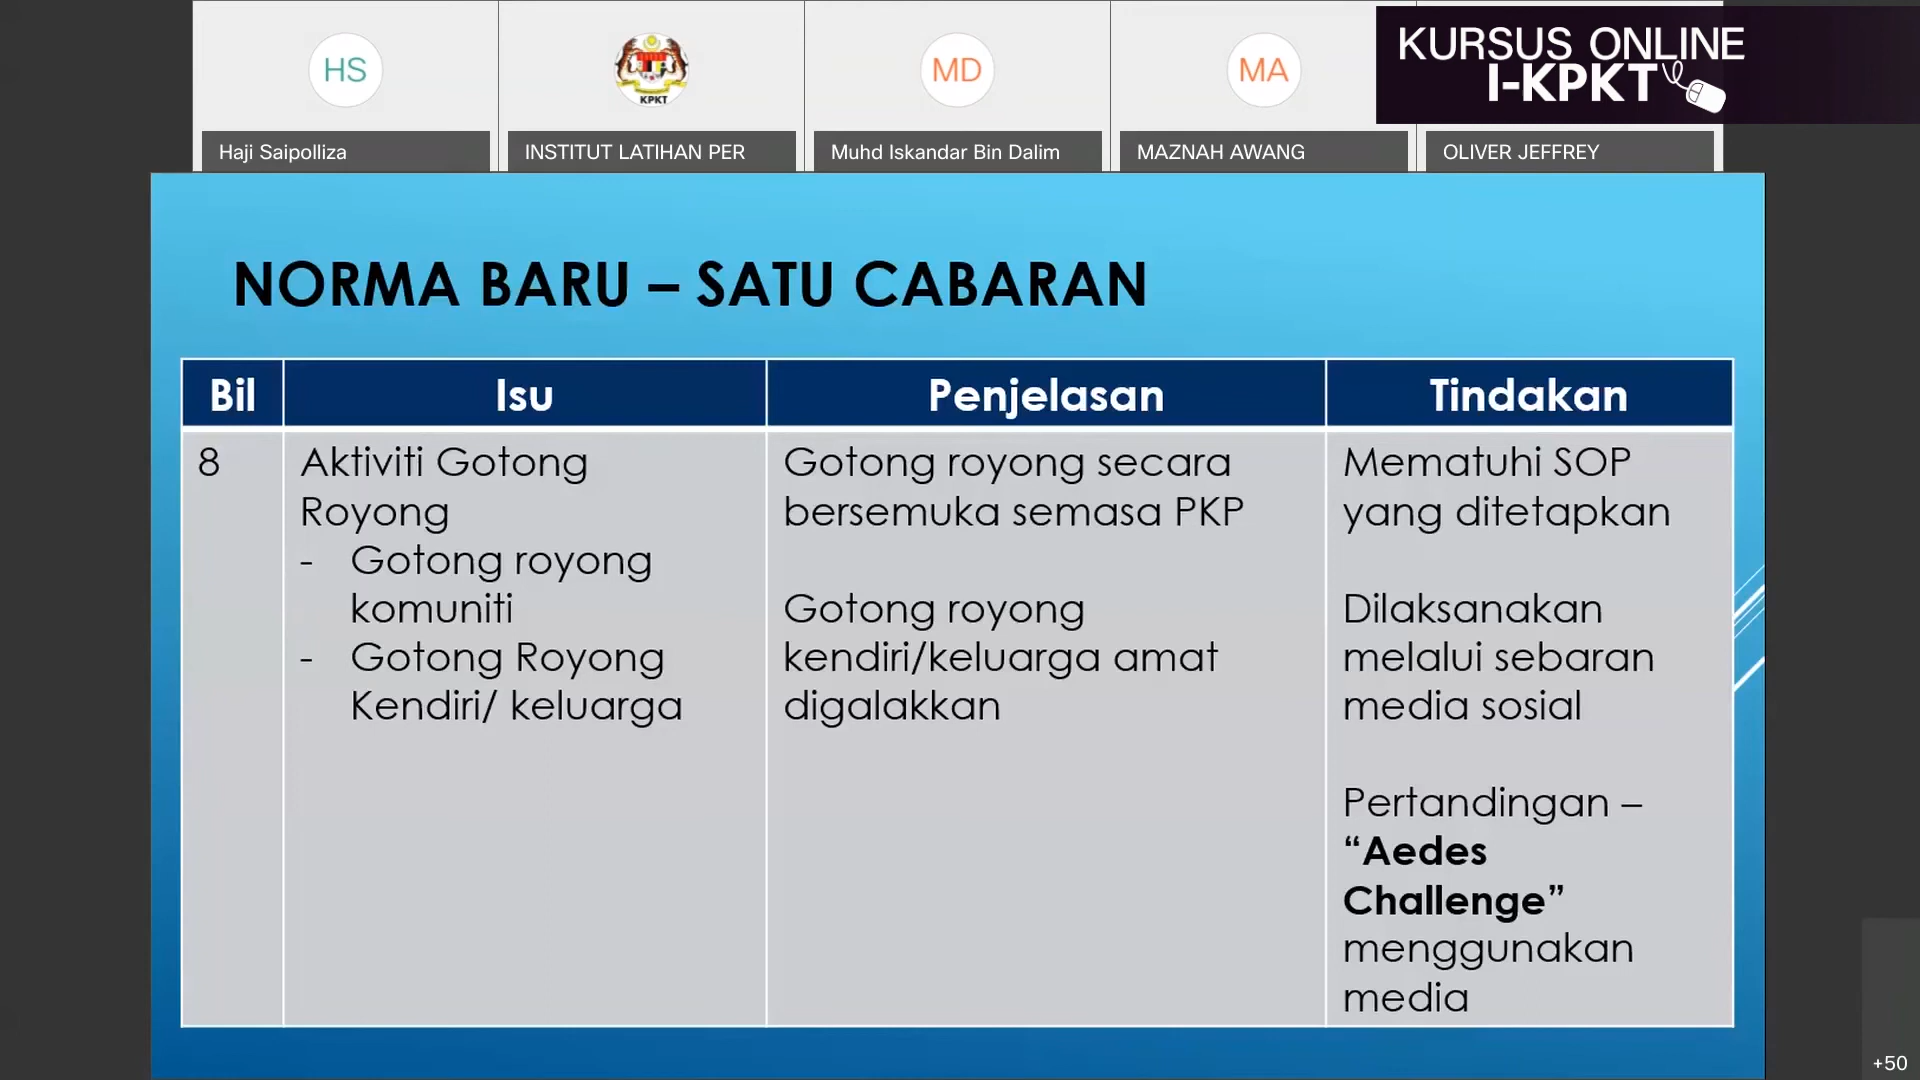 HS
KPKT
MD
MA
KURSUS ONLINE
I-KPKT
Haji Saipolliza
INSTITUT LATIHAN PER
Muhd Iskandar Bin Dalim
MAZNAH AWANG
OLIVER JEFFREY
NORMA BARU – SATU CABARAN
Bil
Isu
Penjelasan
Tindakan
8
Aktiviti Gotong
Royong
- Gotong royong
komuniti
- Gotong Royong
Kendiri/ keluarga
Gotong royong secara
bersemuka semasa PKP
Gotong royong
kendiri/keluarga amat
digalakkan
Mematuhi SOP
yang ditetapkan
Dilaksanakan
melalui sebaran
media sosial
Pertandingan –
“Aedes
Challenge”
menggunakan
media
+50